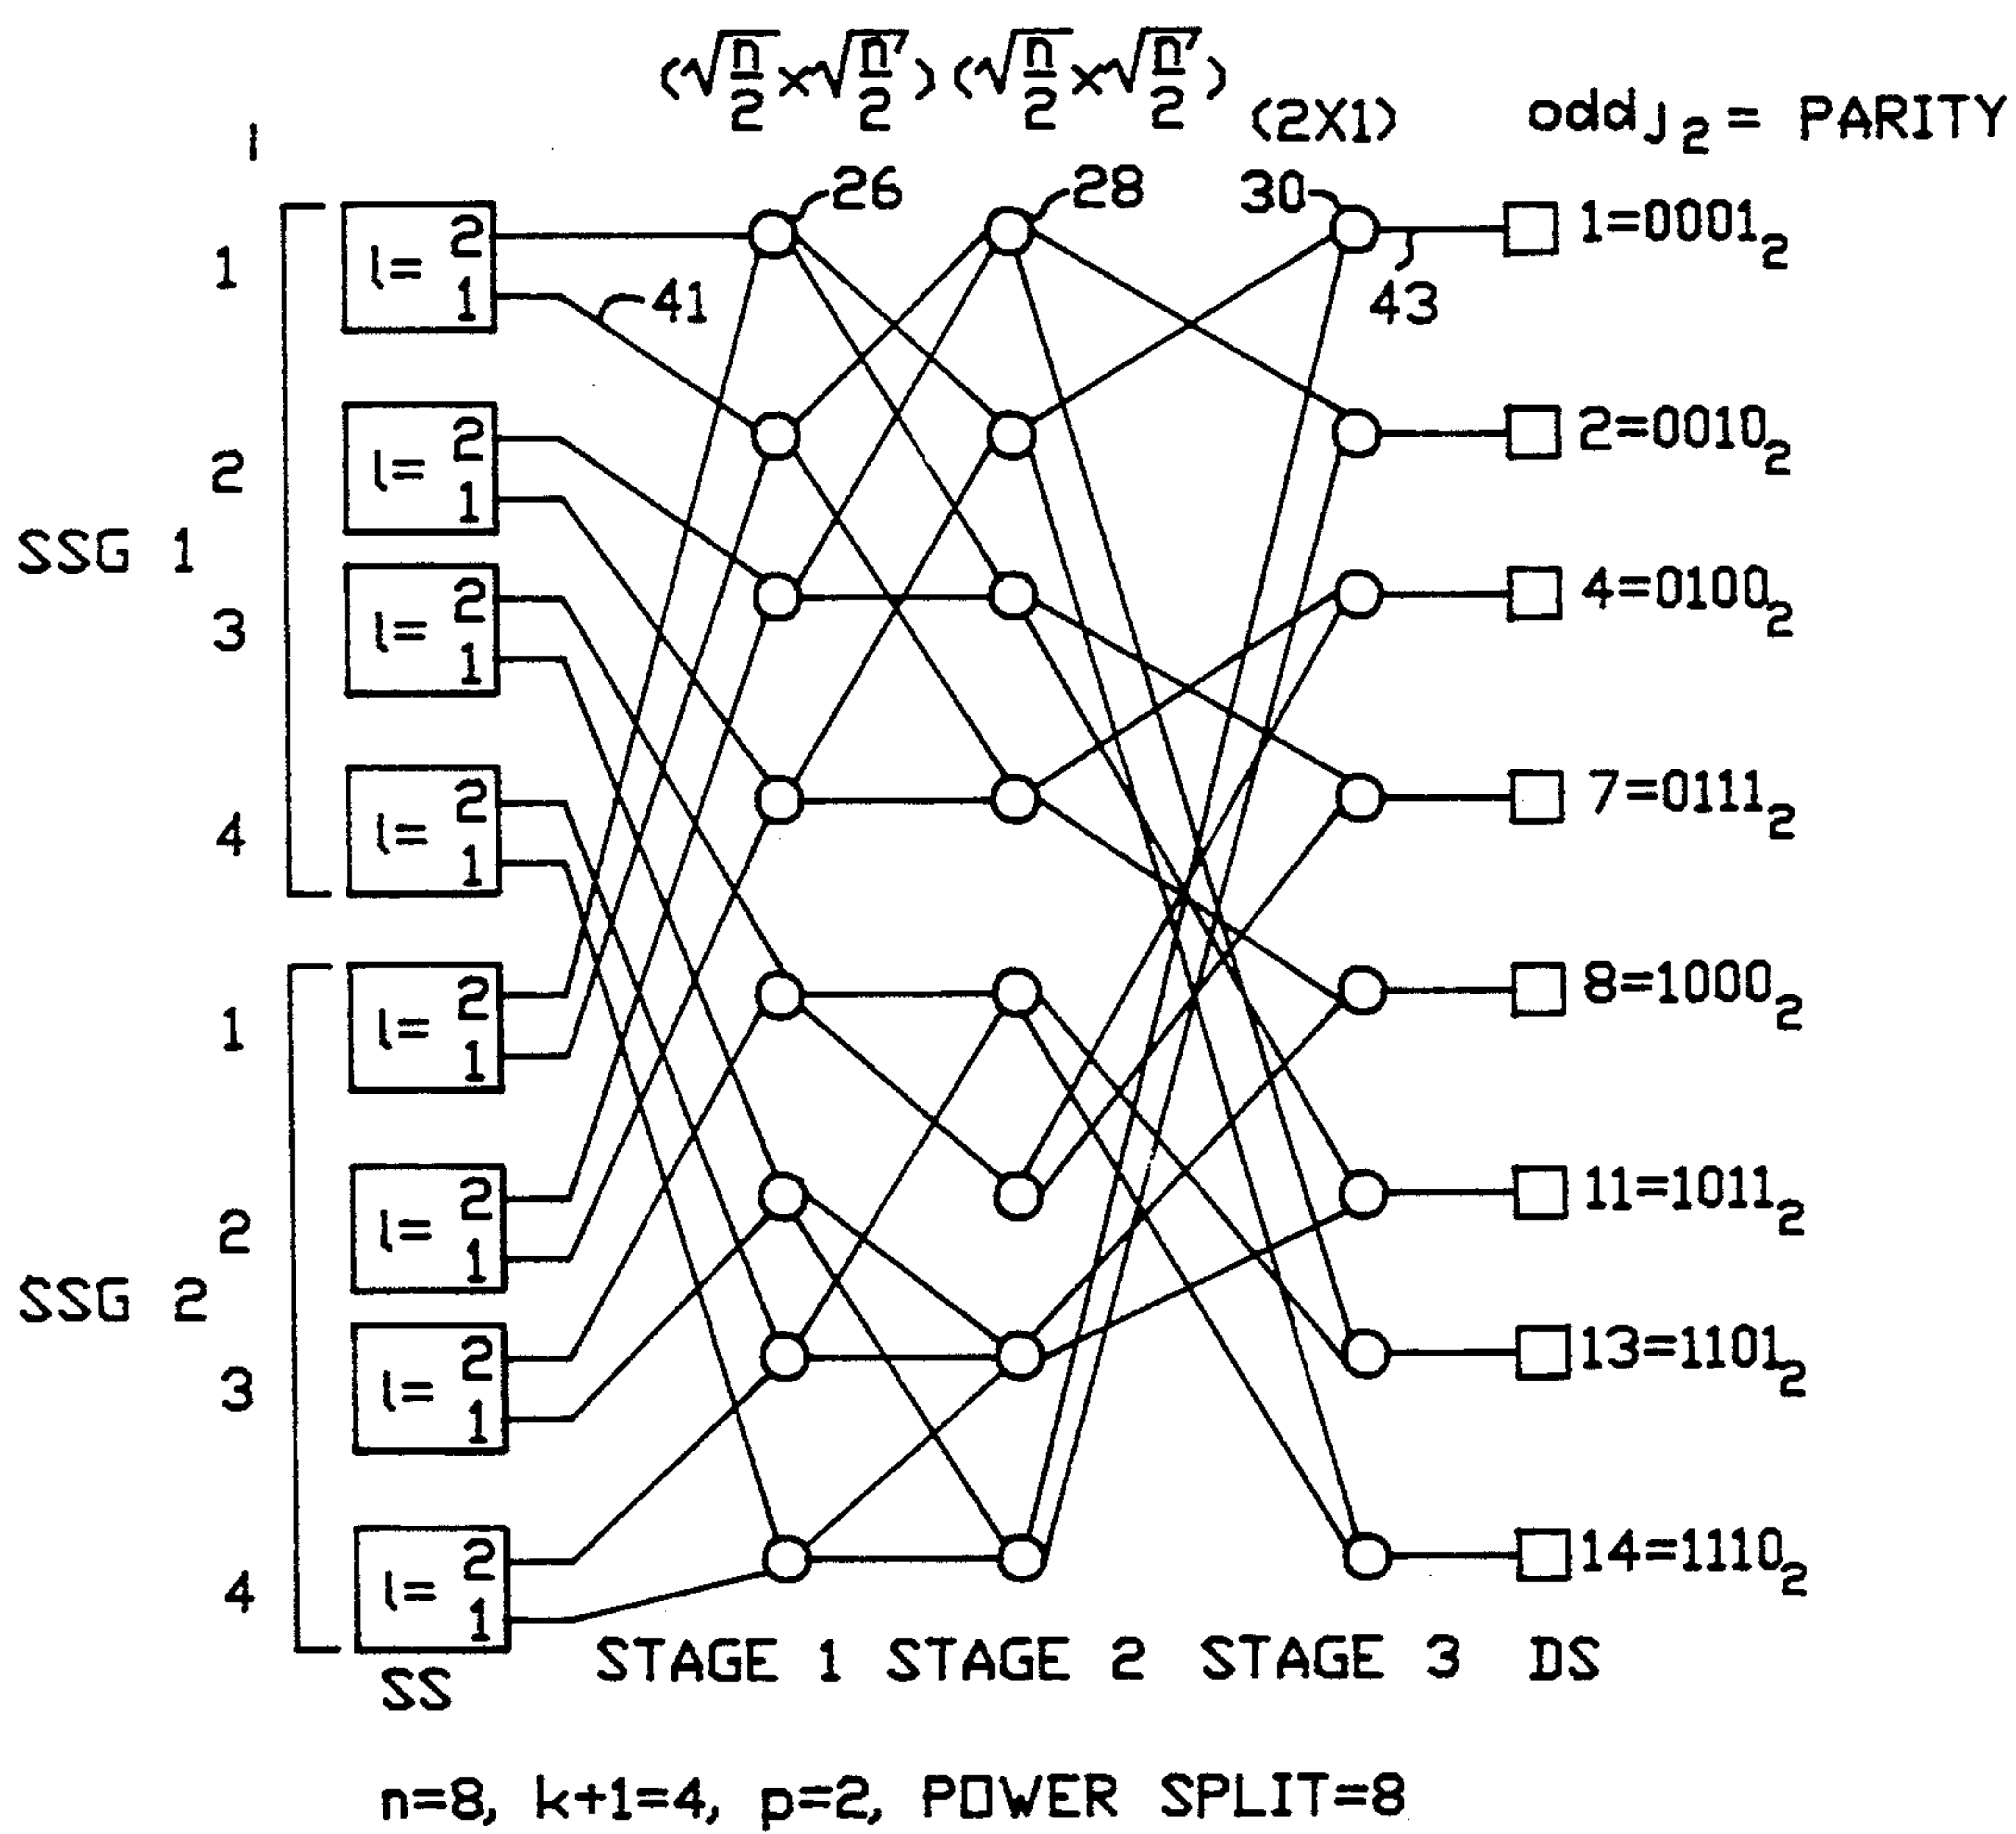 (√n/2×√n/2) (√n/2×√n/2) (2X1) oddj₂ = PARITY
i
26 28 30
1 l= 2 1 1=0001₂
41 43
2 l= 2 1 2=0010₂
SSG 1
3 l= 2 1 4=0100₂
4 l= 2 1 7=0111₂
1 l= 2 1 8=1000₂
2 l= 2 1 11=1011₂
SSG 2
3 l= 2 1 13=1101₂
4 l= 2 1 14=1110₂
SS STAGE 1 STAGE 2 STAGE 3 DS
n=8, k+1=4, p=2, POWER SPLIT=8